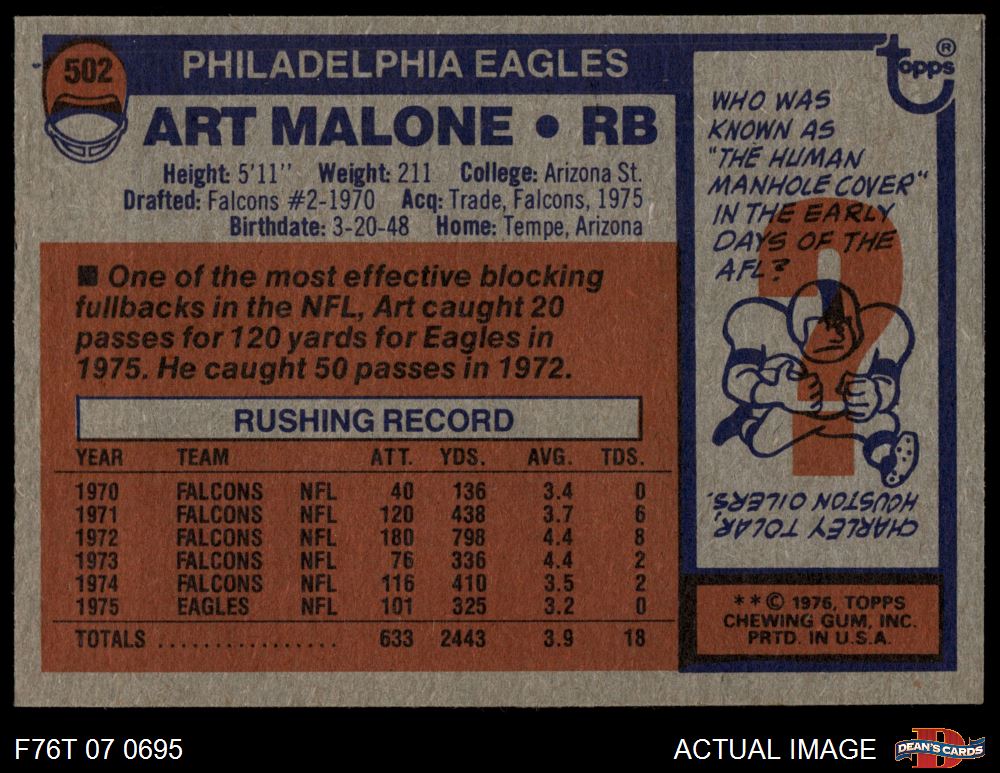 502
PHILADELPHIA EAGLES
ART MALONE • RB
Height: 5'11'' Weight: 211 College: Arizona St.
Drafted: Falcons #2-1970 Acq: Trade, Falcons, 1975
Birthdate: 3-20-48 Home: Tempe, Arizona
■ One of the most effective blocking
fullbacks in the NFL, Art caught 20
passes for 120 yards for Eagles in
1975. He caught 50 passes in 1972.
RUSHING RECORD
YEAR TEAM ATT. YDS. AVG. TDS.
1970 FALCONS NFL 40 136 3.4 0
1971 FALCONS NFL 120 438 3.7 6
1972 FALCONS NFL 180 798 4.4 8
1973 FALCONS NFL 76 336 4.4 2
1974 FALCONS NFL 116 410 3.5 2
1975 EAGLES NFL 101 325 3.2 0
TOTALS ................. 633 2443 3.9 18
topps ®
WHO WAS
KNOWN AS
"THE HUMAN
MANHOLE COVER"
IN THE EARLY
DAYS OF THE
AFL?
?
CHARLEY TOLAR,
HOUSTON OILERS.
**© 1976, TOPPS
CHEWING GUM, INC.
PRTD. IN U.S.A.
F76T 07 0695
ACTUAL IMAGE
D
DEAN'S CARDS